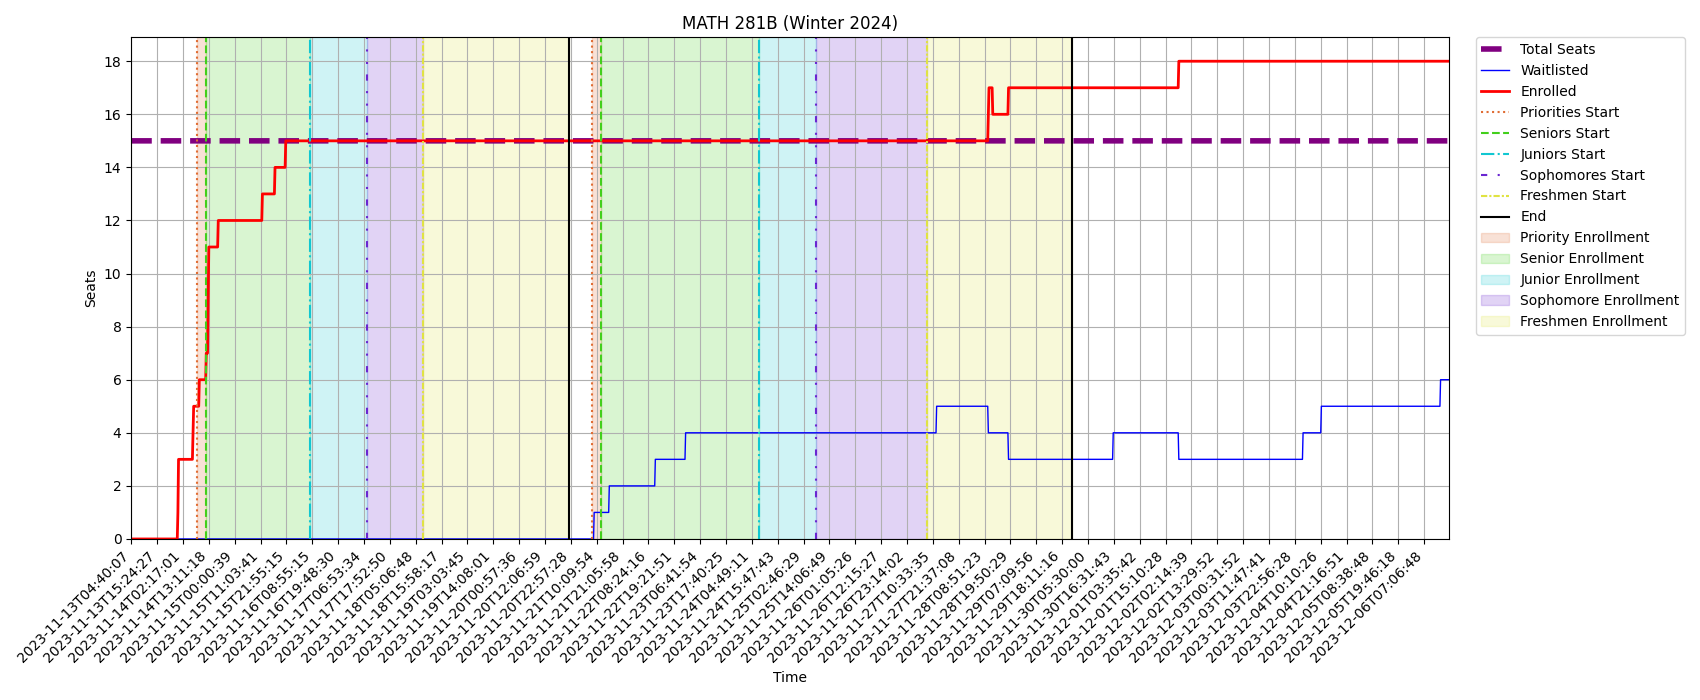 MATH 281B (Winter 2024)
Seats
18
16
14
12
10
8
6
4
2
0
2023-11-13T04:40:07
2023-11-13T15:24:27
2023-11-14T02:17:01
2023-11-14T13:11:18
2023-11-15T00:00:39
2023-11-15T11:03:41
2023-11-15T21:55:15
2023-11-16T08:55:15
2023-11-16T19:48:30
2023-11-17T06:53:34
2023-11-17T17:52:50
2023-11-18T05:06:48
2023-11-18T15:58:17
2023-11-19T03:03:45
2023-11-19T14:08:01
2023-11-20T00:57:36
2023-11-20T12:06:59
2023-11-20T22:57:28
2023-11-21T10:09:54
2023-11-21T21:05:58
2023-11-22T08:24:16
2023-11-22T19:21:51
2023-11-23T06:41:54
2023-11-23T17:40:25
2023-11-24T04:49:11
2023-11-24T15:47:43
2023-11-25T02:46:29
2023-11-25T14:06:49
2023-11-26T01:05:26
2023-11-26T12:15:27
2023-11-26T23:14:02
2023-11-27T10:33:35
2023-11-27T21:37:08
2023-11-28T08:51:23
2023-11-28T19:50:29
2023-11-29T07:09:56
2023-11-29T18:11:16
2023-11-30T05:30:00
2023-11-30T16:31:43
2023-12-01T03:35:42
2023-12-01T15:10:28
2023-12-02T02:14:39
2023-12-02T13:29:52
2023-12-03T00:31:52
2023-12-03T11:47:41
2023-12-03T22:56:28
2023-12-04T10:10:26
2023-12-04T21:16:51
2023-12-05T08:38:48
2023-12-05T19:46:18
2023-12-06T07:06:48
Time
Total Seats
Waitlisted
Enrolled
Priorities Start
Seniors Start
Juniors Start
Sophomores Start
Freshmen Start
End
Priority Enrollment
Senior Enrollment
Junior Enrollment
Sophomore Enrollment
Freshmen Enrollment